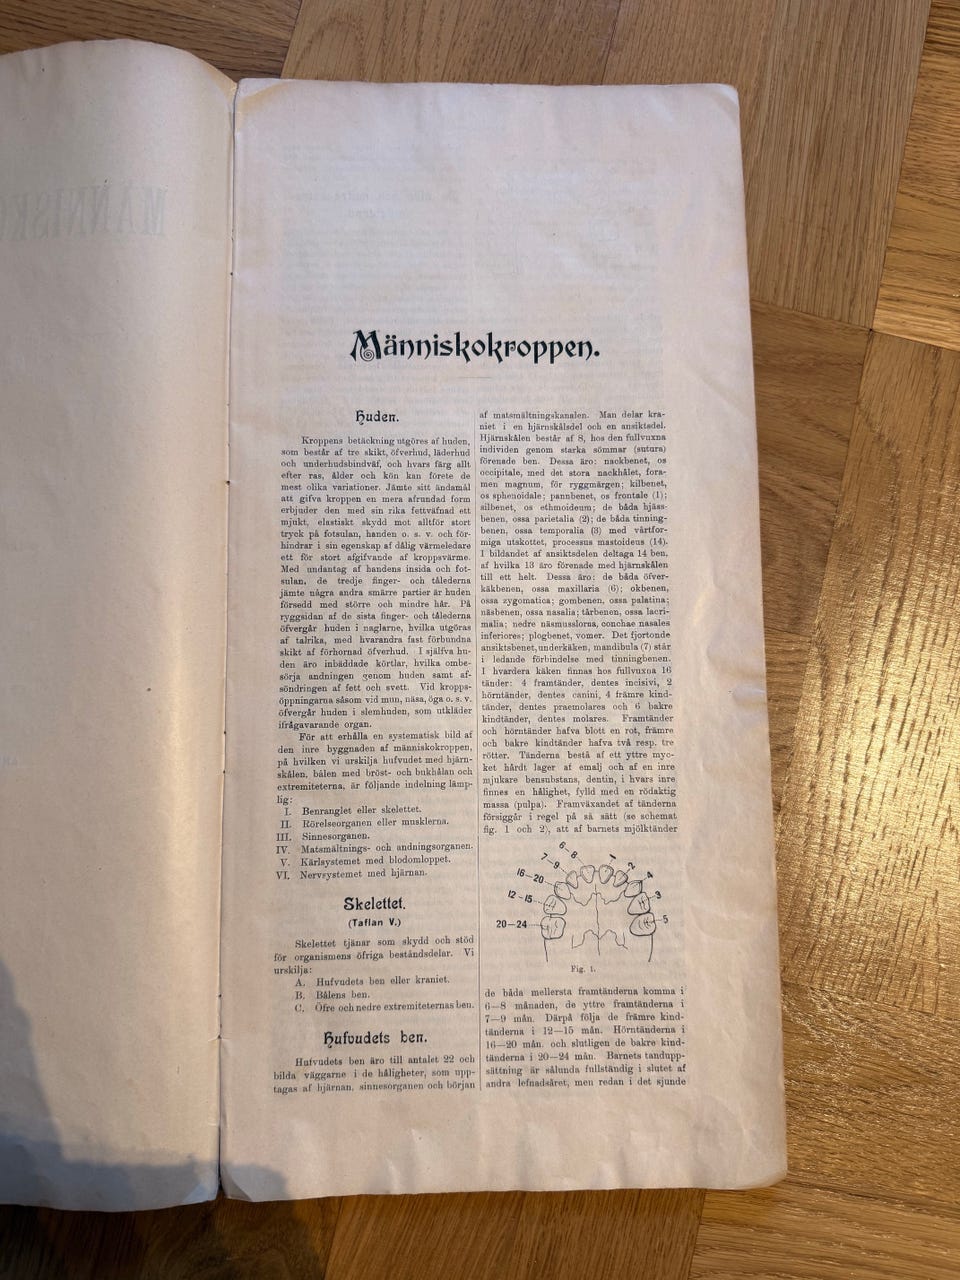 MÄNNISKO
Människokroppen.
Huden.
Kroppens betäckning utgöres af huden,
som består af tre skikt, öfverhud, läderhud
och underhudsbindväf, och hvars färg allt
efter ras, ålder och kön kan förete de
mest olika variationer. Jämte sitt ändamål
att gifva kroppen en mera afrundad form
erbjuder den med sin rika fettväfnad ett
mjukt, elastiskt skydd mot alltför stort
tryck på fotsulan, handen o. s. v. och för-
hindrar i sin egenskap af dålig värmeledare
ett för stort afgifvande af kroppsvärme.
Med undantag af handens insida och fot-
sulan, de tredje finger- och tålederna
jämte några andra smärre partier är huden
försedd med större och mindre hår. På
ryggsidan af de sista finger- och tålederna
öfvergår huden i naglarne, hvilka utgöras
af talrika, med hvarandra fast förbundna
skikt af förhornad öfverhud. I själfva hu-
den äro inbäddade körtlar, hvilka ombe-
sörja andningen genom huden samt af-
söndringen af fett och svett. Vid kropps-
öppningarna såsom vid mun, näsa, öga o. s. v.
öfvergår huden i slemhuden, som utkläder
ifrågavarande organ.
För att erhålla en systematisk bild af
den inre byggnaden af människokroppen,
på hvilken vi urskilja hufvudet med hjärn-
skålen, bålen med bröst- och bukhålan och
extremiteterna, är följande indelning lämp-
lig:
I. Benranglet eller skelettet.
II. Rörelseorganen eller musklerna.
III. Sinnesorganen.
IV. Matsmältnings- och andningsorganen.
V. Kärlsystemet med blodomloppet.
VI. Nervsystemet med hjärnan.
Skelettet.
(Taflan V.)
Skelettet tjänar som skydd och stöd
för organismens öfriga beståndsdelar. Vi
urskilja:
A. Hufvudets ben eller kraniet.
B. Bålens ben.
C. Öfre och nedre extremiteternas ben.
Hufvudets ben.
Hufvudets ben äro till antalet 22 och
bilda väggarne i de håligheter, som upp-
tagas af hjärnan, sinnesorganen och början
af matsmältningskanalen. Man delar kra-
niet i en hjärnskålsdel och en ansiktsdel.
Hjärnskålen består af 8, hos den fullvuxna
individen genom starka sömmar (sutura)
förenade ben. Dessa äro: nackbenet, os
occipitale, med det stora nackhålet, fora-
men magnum, för ryggmärgen; kilbenet,
os sphenoidale; pannbenet, os frontale (1);
silbenet, os ethmoideum; de båda hjäss-
benen, ossa parietalia (2); de båda tinning-
benen, ossa temporalia (3) med vårtfor-
miga utskottet, processus mastoideus (14).
I bildandet af ansiktsdelen deltaga 14 ben,
af hvilka 13 äro förenade med hjärnskålen
till ett helt. Dessa äro: de båda öfver-
käkbenen, ossa maxillaria (6); okbenen,
ossa zygomatica; gombenen, ossa palatina;
näsbenen, ossa nasalia; tårbenen, ossa lacri-
malia; nedre näsmusslorna, conchae nasales
inferiores; plogbenet, vomer. Det fjortonde
ansiktsbenet, underkäken, mandibula (7) står
i ledande förbindelse med tinningbenen.
I hvardera käken finnas hos fullvuxna 16
tänder: 4 framtänder, dentes incisivi, 2
hörntänder, dentes canini, 4 främre kind-
tänder, dentes praemolares och 6 bakre
kindtänder, dentes molares. Framtänder
och hörntänder hafva blott en rot, främre
och bakre kindtänder hafva två resp. tre
rötter. Tänderna bestå af ett yttre myc-
ket hårdt lager af emalj och af en inre
mjukare bensubstans, dentin, i hvars inre
finnes en hålighet, fylld med en rödaktig
massa (pulpa). Framväxandet af tänderna
försiggår i regel på så sätt (se schemat
fig. 1 och 2), att af barnets mjölktänder
6-8
7-9
16-20
12-15
20-24
1
2
4
3
5
Fig. 1.
de båda mellersta framtänderna komma i
6—8 månaden, de yttre framtänderna i
7—9 mån. Därpå följa de främre kind-
tänderna i 12—15 mån. Hörntänderna i
16—20 mån. och slutligen de bakre kind-
tänderna i 20—24 mån. Barnets tandupp-
sättning är sålunda fullständig i slutet af
andra lefnadsåret, men redan i det sjunde